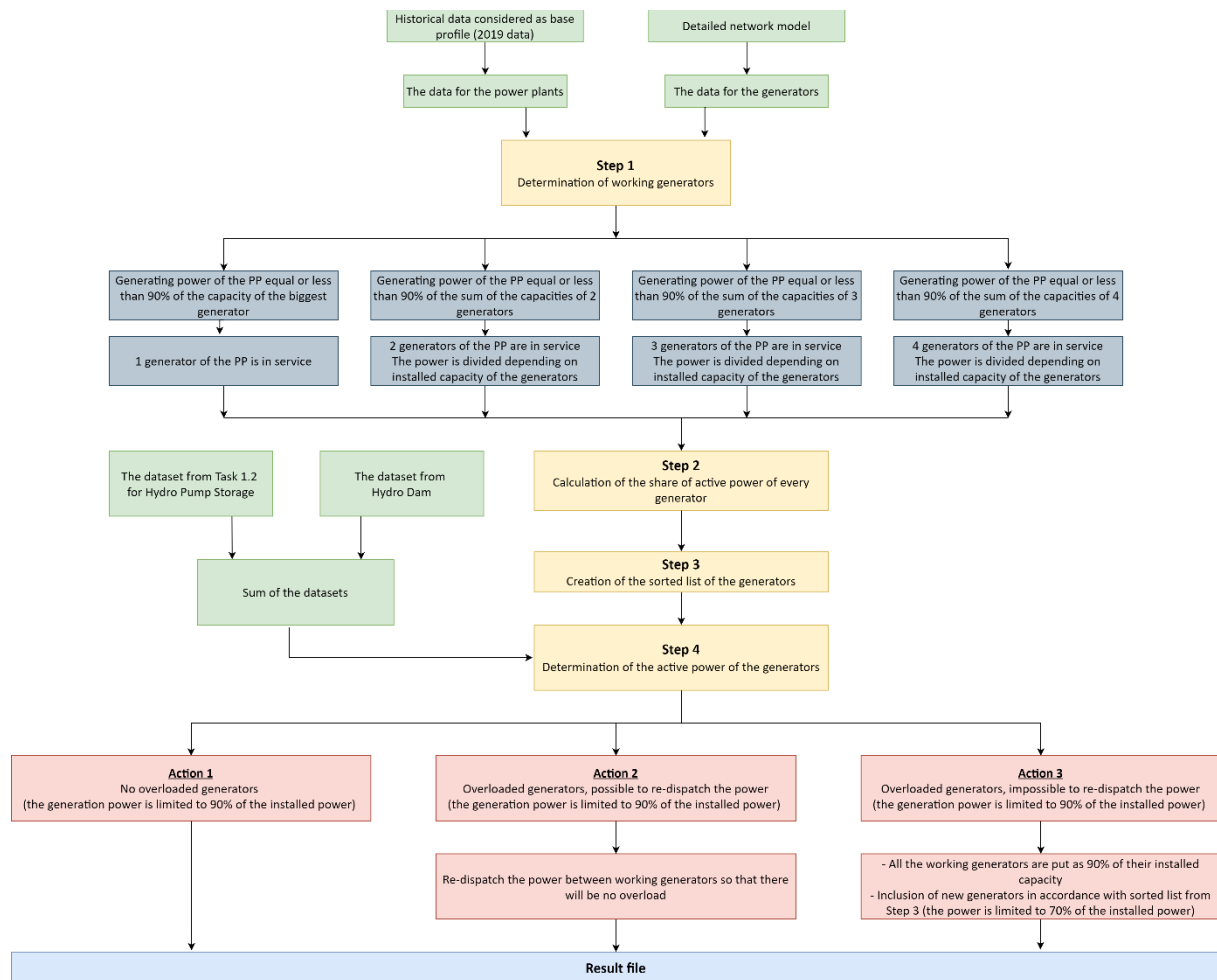 Historical data considered as base
profile (2019 data)
Detailed network model
The data for the power plants
The data for the generators
Step 1
Determination of working generators
Generating power of the PP equal or less
than 90% of the capacity of the biggest
generator
Generating power of the PP equal or less
than 90% of the sum of the capacities of 2
generators
Generating power of the PP equal or less
than 90% of the sum of the capacities of 3
generators
Generating power of the PP equal or less
than 90% of the sum of the capacities of 4
generators
1 generator of the PP is in service
2 generators of the PP are in service
The power is divided depending on
installed capacity of the generators
3 generators of the PP are in service
The power is divided depending on
installed capacity of the generators
4 generators of the PP are in service
The power is divided depending on
installed capacity of the generators
The dataset from Task 1.2
for Hydro Pump Storage
The dataset from
Hydro Dam
Step 2
Calculation of the share of active power of every
generator
Sum of the datasets
Step 3
Creation of the sorted list of the generators
Step 4
Determination of the active power of the generators
Action 1
No overloaded generators
(the generation power is limited to 90% of the installed power)
Action 2
Overloaded generators, possible to re-dispatch the power
(the generation power is limited to 90% of the installed power)
Action 3
Overloaded generators, impossible to re-dispatch the power
(the generation power is limited to 90% of the installed power)
Re-dispatch the power between working generators so that there
will be no overload
- All the working generators are put as 90% of their installed
capacity
- Inclusion of new generators in accordance with sorted list from
Step 3 (the power is limited to 70% of the installed power)
Result file